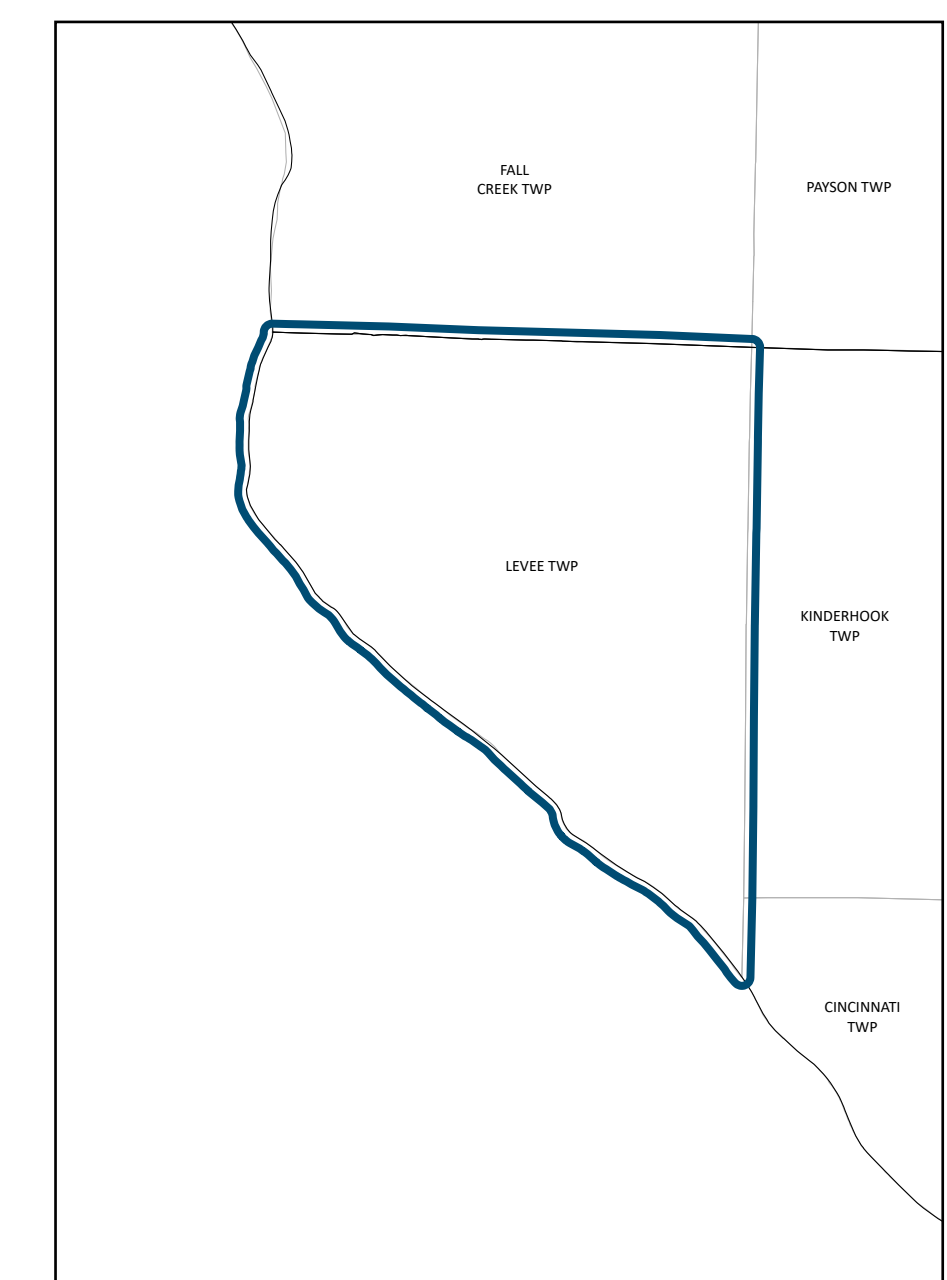 FALL
CREEK TWP
PAYSON TWP
LEVEE TWP
KINDERHOOK
TWP
CINCINNATI
TWP